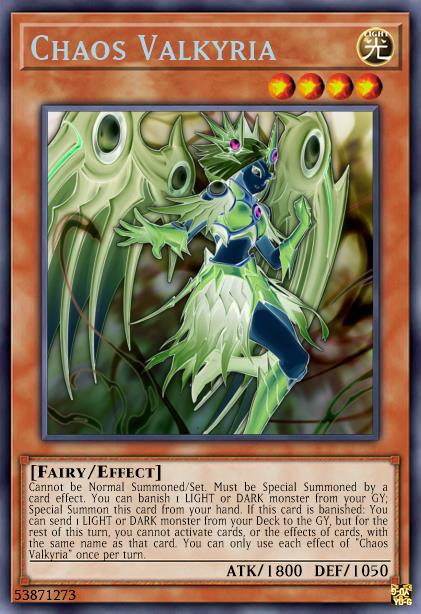 Chaos Valkyria
LIGHT
光
[Fairy/Effect]
Cannot be Normal Summoned/Set. Must be Special Summoned by a
card effect. You can banish 1 LIGHT or DARK monster from your GY;
Special Summon this card from your hand. If this card is banished: You
can send 1 LIGHT or DARK monster from your Deck to the GY, but for the
rest of this turn, you cannot activate cards, or the effects of cards, with
the same name as that card. You can only use each effect of "Chaos
Valkyria" once per turn.
ATK/1800 DEF/1050
53871273